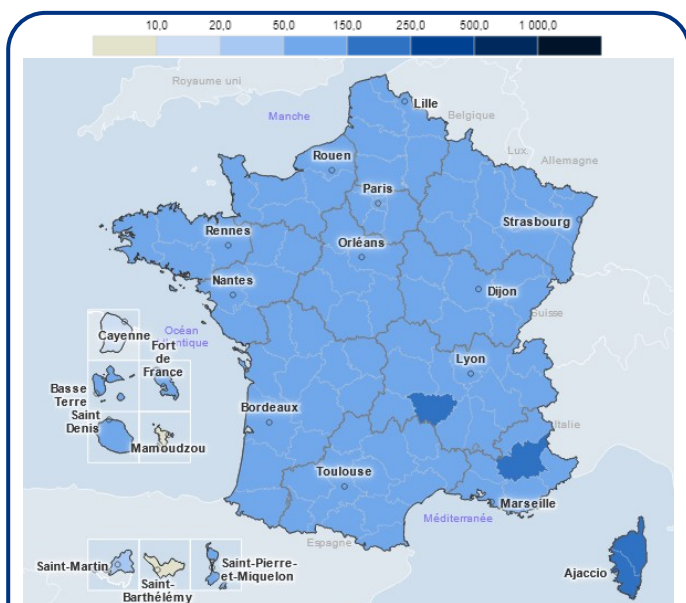 10,0 20,0 50,0 150,0 250,0 500,0 1 000,0
Royaume uni
Lille
Manche
Belgique
Lux.
Allemagne
Rouen
Paris
Strasbourg
Rennes
Orléans
Nantes
Dijon
Suisse
Cayenne
Océan
Fort
de
France
Lyon
Basse
Terre
Saint
Denis
Bordeaux
Italie
Mamoudzou
Toulouse
Marseille
Méditerranée
Espagne
Saint-Martin
Saint-
Barthélémy
Saint-Pierre-
et-Miquelon
Ajaccio